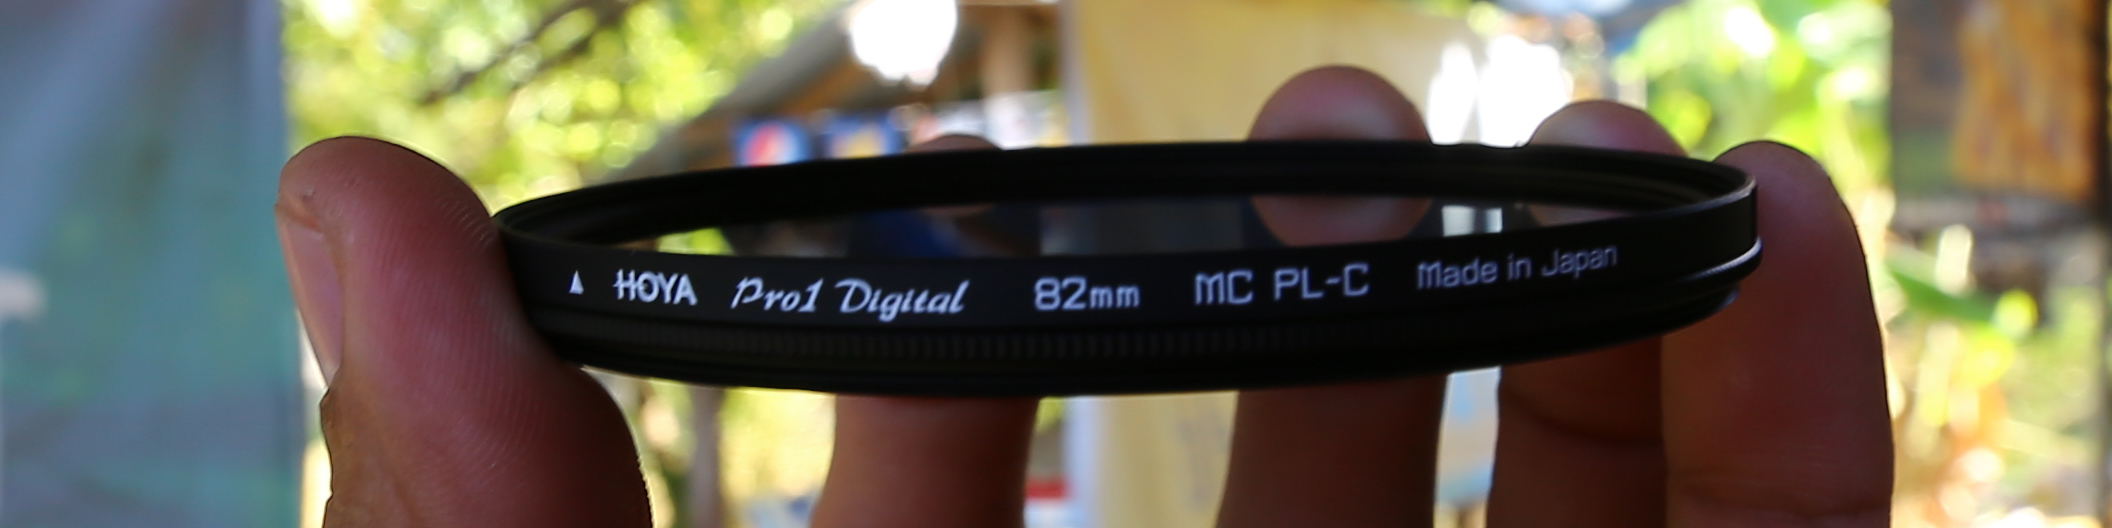 ▲ HOYA Pro1 Digital 82mm MC PL-C Made in Japan